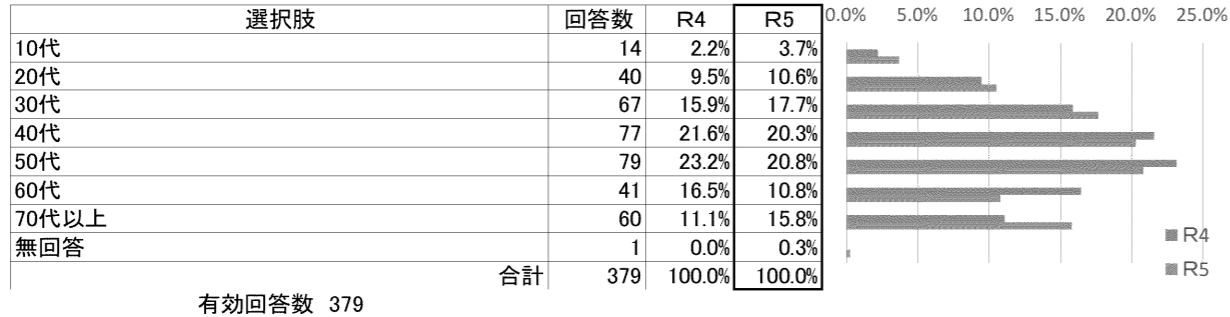 選択肢 回答数 R4 R5 0.0% 5.0% 10.0% 15.0% 20.0% 25.0%
10代 14 2.2% 3.7%
20代 40 9.5% 10.6%
30代 67 15.9% 17.7%
40代 77 21.6% 20.3%
50代 79 23.2% 20.8%
60代 41 16.5% 10.8%
70代以上 60 11.1% 15.8%
無回答 1 0.0% 0.3%
合計 379 100.0% 100.0%
有効回答数 379
R4
R5